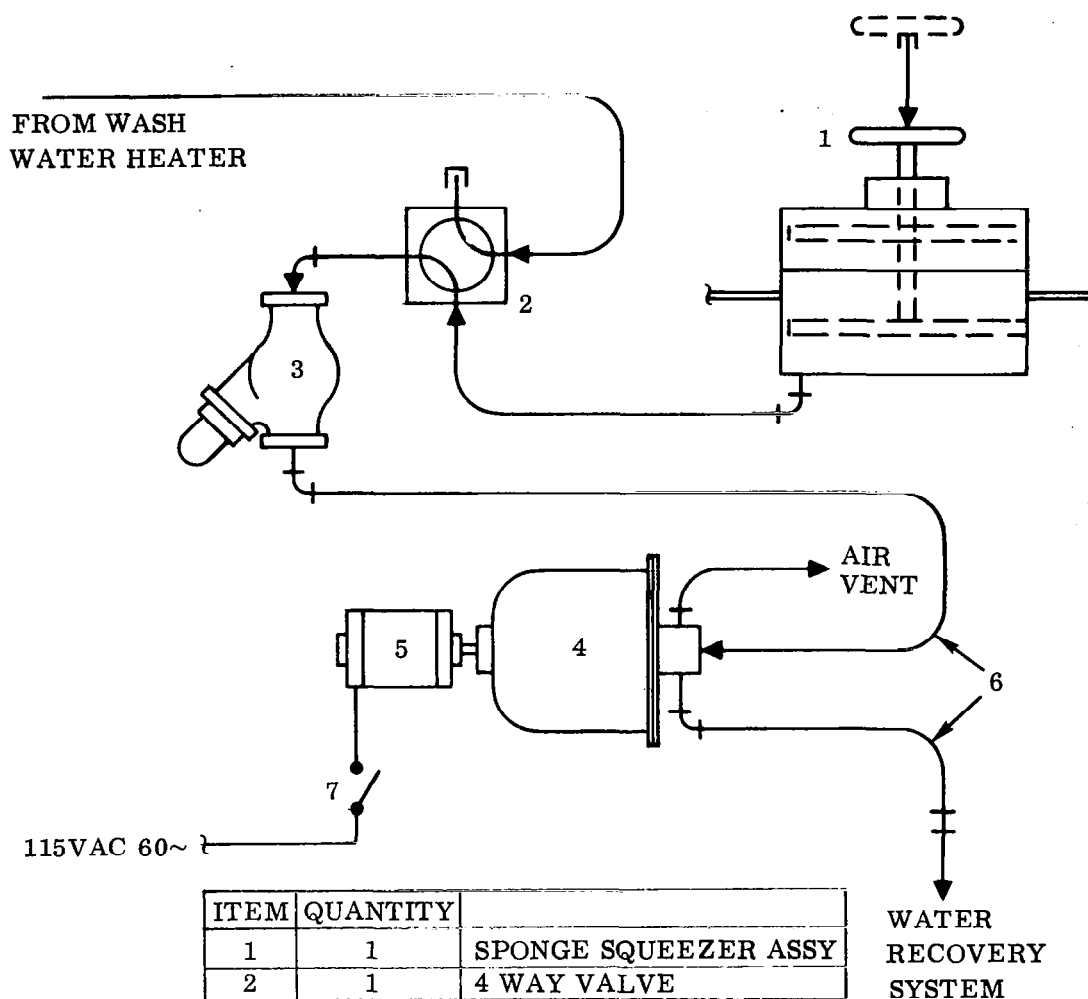 FROM WASH
WATER HEATER
1
2
3
AIR
VENT
5
4
6
7
115VAC 60~
ITEM QUANTITY
1 1 SPONGE SQUEEZER ASSY
2 1 4 WAY VALVE
WATER
RECOVERY
SYSTEM